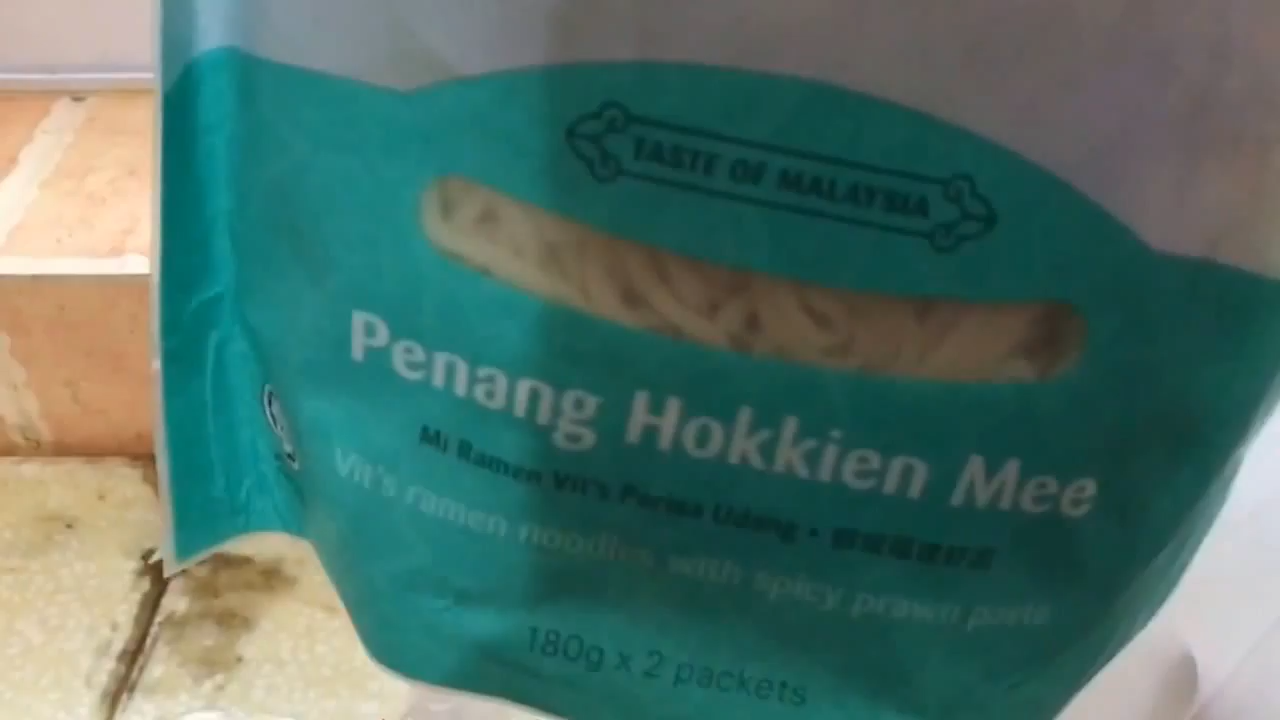 TASTE OF MALAYSIA
Penang Hokkien Mee
Mi Ramen Vit's Perisa Udang •
Vit's ramen noodles with spicy prawn paste
180g x 2 packets